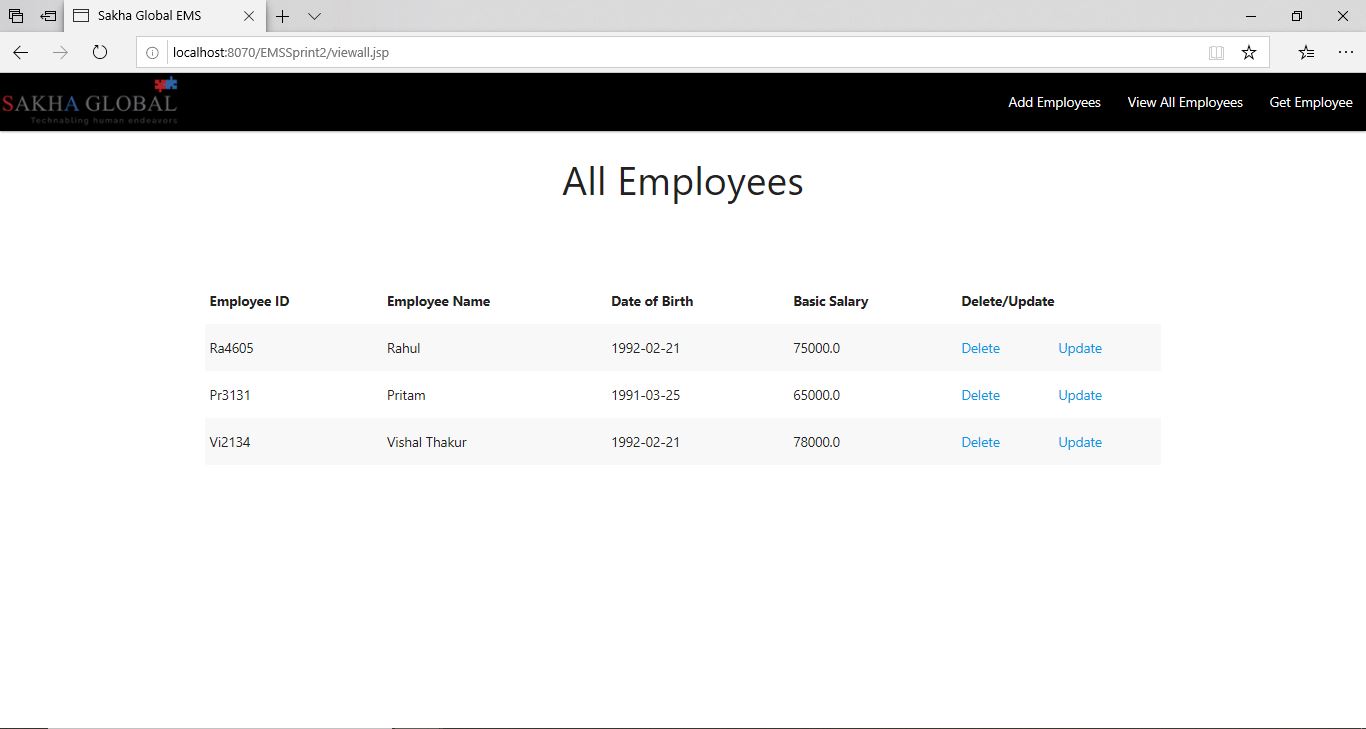 Sakha Global EMS
localhost:8070/EMSSprint2/viewall.jsp
SAKHA GLOBAL
Technabling human endeavors
Add Employees View All Employees Get Employee
All Employees
Employee ID Employee Name Date of Birth Basic Salary Delete/Update
Ra4605 Rahul 1992-02-21 75000.0 Delete Update
Pr3131 Pritam 1991-03-25 65000.0 Delete Update
Vi2134 Vishal Thakur 1992-02-21 78000.0 Delete Update